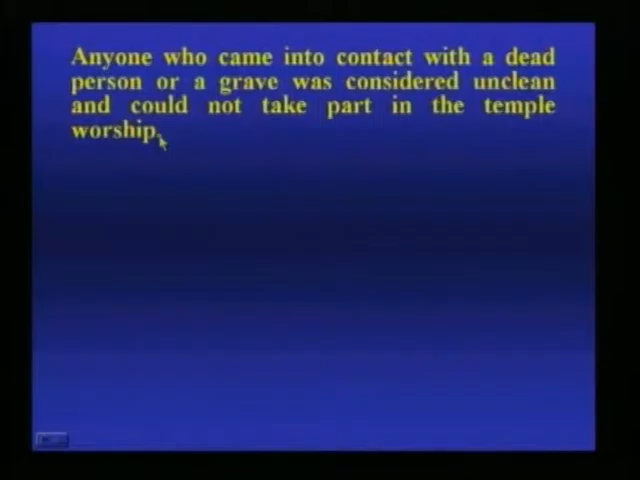 Anyone who came into contact with a dead
person or a grave was considered unclean
and could not take part in the temple
worship.